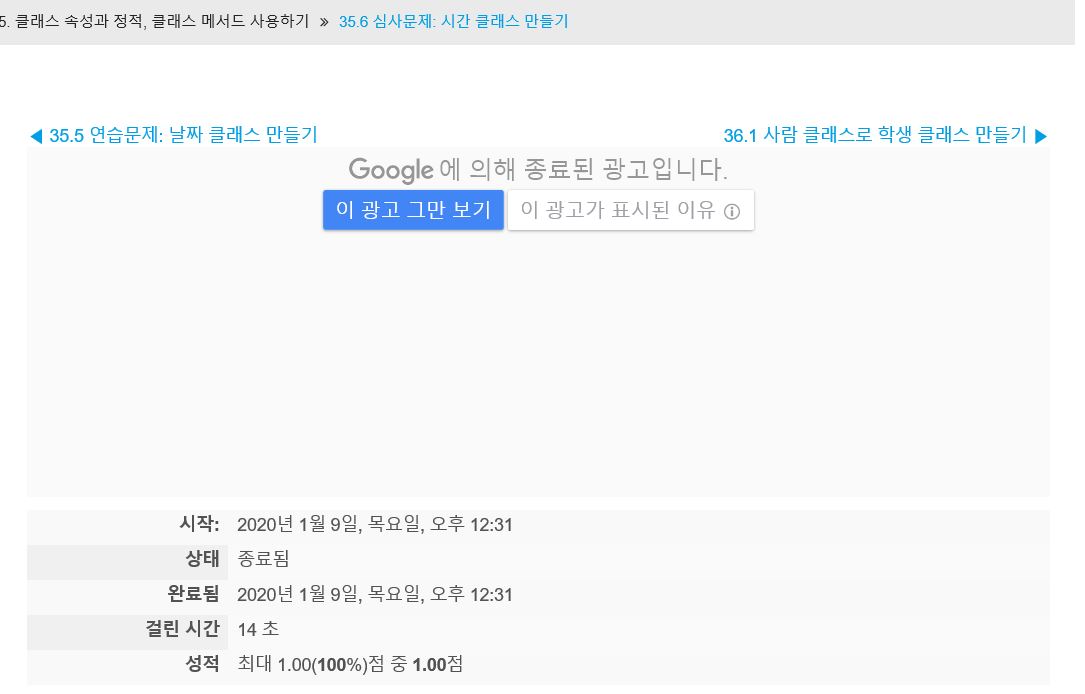 5. 클래스 속성과 정적, 클래스 메서드 사용하기 » 35.6 심사문제: 시간 클래스 만들기
◀ 35.5 연습문제: 날짜 클래스 만들기 36.1 사람 클래스로 학생 클래스 만들기 ▶
Google에 의해 종료된 광고입니다.
이 광고 그만 보기 이 광고가 표시된 이유 ⓘ
시작: 2020년 1월 9일, 목요일, 오후 12:31
상태 종료됨
완료됨 2020년 1월 9일, 목요일, 오후 12:31
걸린 시간 14 초
성적 최대 1.00(100%)점 중 1.00점